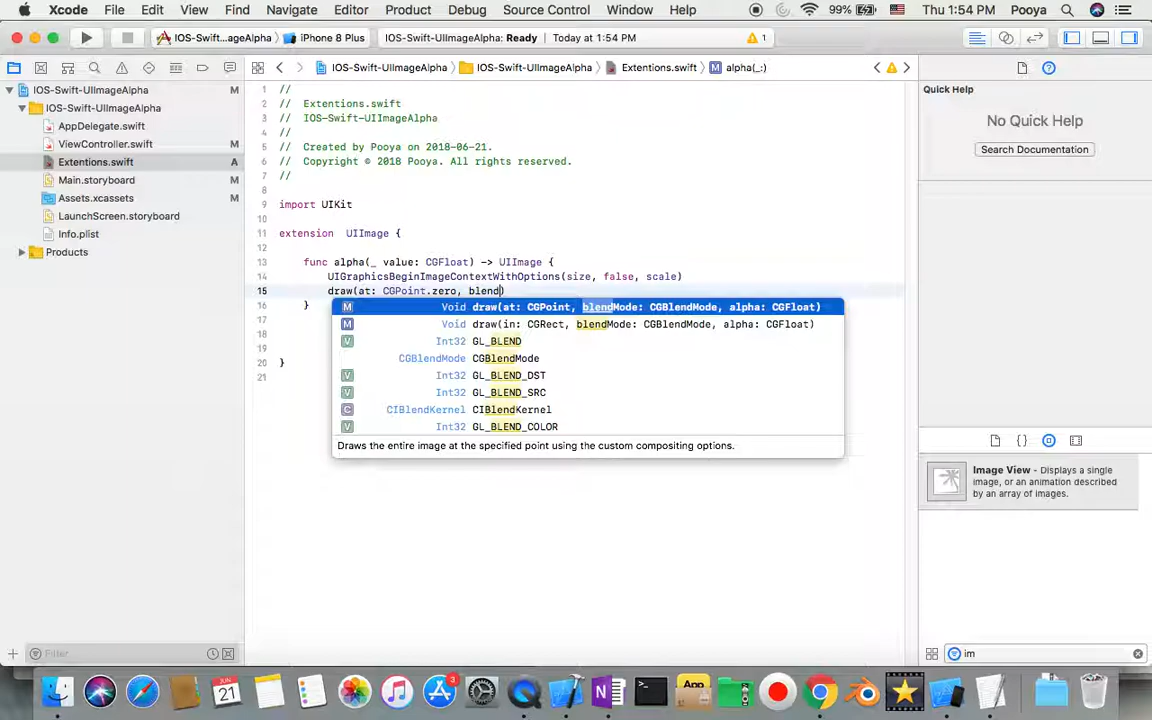 Xcode File Edit View Find Navigate Editor Product Debug Source Control Window Help 99% Thu 1:54 PM Pooya
IOS-Swift...ageAlpha iPhone 8 Plus IOS-Swift-UIImageAlpha: Ready Today at 1:54 PM 1
IOS-Swift-UIImageAlpha IOS-Swift-UIImageAlpha Extentions.swift M alpha(_:)
IOS-Swift-UIImageAlpha M
IOS-Swift-UIImageAlpha
AppDelegate.swift
ViewController.swift M
Extentions.swift A
Main.storyboard M
Assets.xcassets M
LaunchScreen.storyboard
Info.plist
Products
Filter
1 //
2 // Extentions.swift
3 // IOS-Swift-UIImageAlpha
4 //
5 // Created by Pooya on 2018-06-21.
6 // Copyright © 2018 Pooya. All rights reserved.
7 //
8
9 import UIKit
10
11 extension UIImage {
12
13 func alpha(_ value: CGFloat) -> UIImage {
14 UIGraphicsBeginImageContextWithOptions(size, false, scale)
15 draw(at: CGPoint.zero, blend)
16 }
17
18
19
20 }
21
M Void draw(at: CGPoint, blendMode: CGBlendMode, alpha: CGFloat)
M Void draw(in: CGRect, blendMode: CGBlendMode, alpha: CGFloat)
V Int32 GL_BLEND
CGBlendMode CGBlendMode
V Int32 GL_BLEND_DST
V Int32 GL_BLEND_SRC
C CIBlendKernel CIBlendKernel
V Int32 GL_BLEND_COLOR
Draws the entire image at the specified point using the custom compositing options.
Quick Help
No Quick Help
Search Documentation
Image View - Displays a single
image, or an animation described
by an array of images.
im
JUN
21
3
App